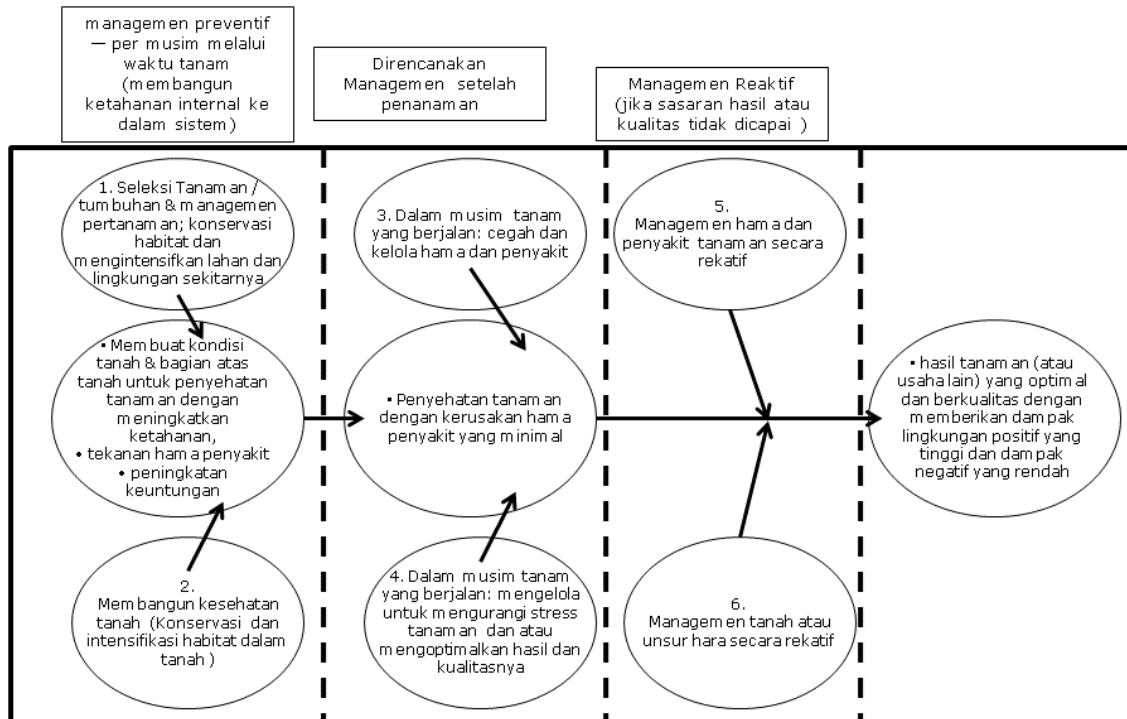 managemen preventif
— per musim melalui
waktu tanam
(membangun
ketahanan internal ke
dalam sistem)
Direncanakan
Managemen setelah
penanaman
Managemen Reaktif
(jika sasaran hasil atau
kualitas tidak dicapai )
1. Seleksi Tanaman /
tumbuhan & managemen
pertanaman; konservasi
habitat dan
mengintensifkan lahan dan
lingkungan sekitarnya
3. Dalam musim tanam
yang berjalan: cegah dan
kelola hama dan penyakit
5.
Managemen hama dan
penyakit tanaman secara
rekatif
• Membuat kondisi
tanah & bagian atas
tanah untuk penyehatan
tanaman dengan
meningkatkan
ketahanan,
• tekanan hama penyakit
• peningkatan
keuntungan
• Penyehatan tanaman
dengan kerusakan hama
penyakit yang minimal
• hasil tanaman (atau
usaha lain) yang optimal
dan berkualitas dengan
memberikan dampak
lingkungan positif yang
tinggi dan dampak
negatif yang rendah
2.
Membangun kesehatan
tanah (Konservasi dan
intensifikasi habitat dalam
tanah )
4. Dalam musim tanam
yang berjalan: mengelola
untuk mengurangi stress
tanaman dan atau
mengoptimalkan hasil dan
kualitasnya
6.
Managemen tanah atau
unsur hara secara rekatif